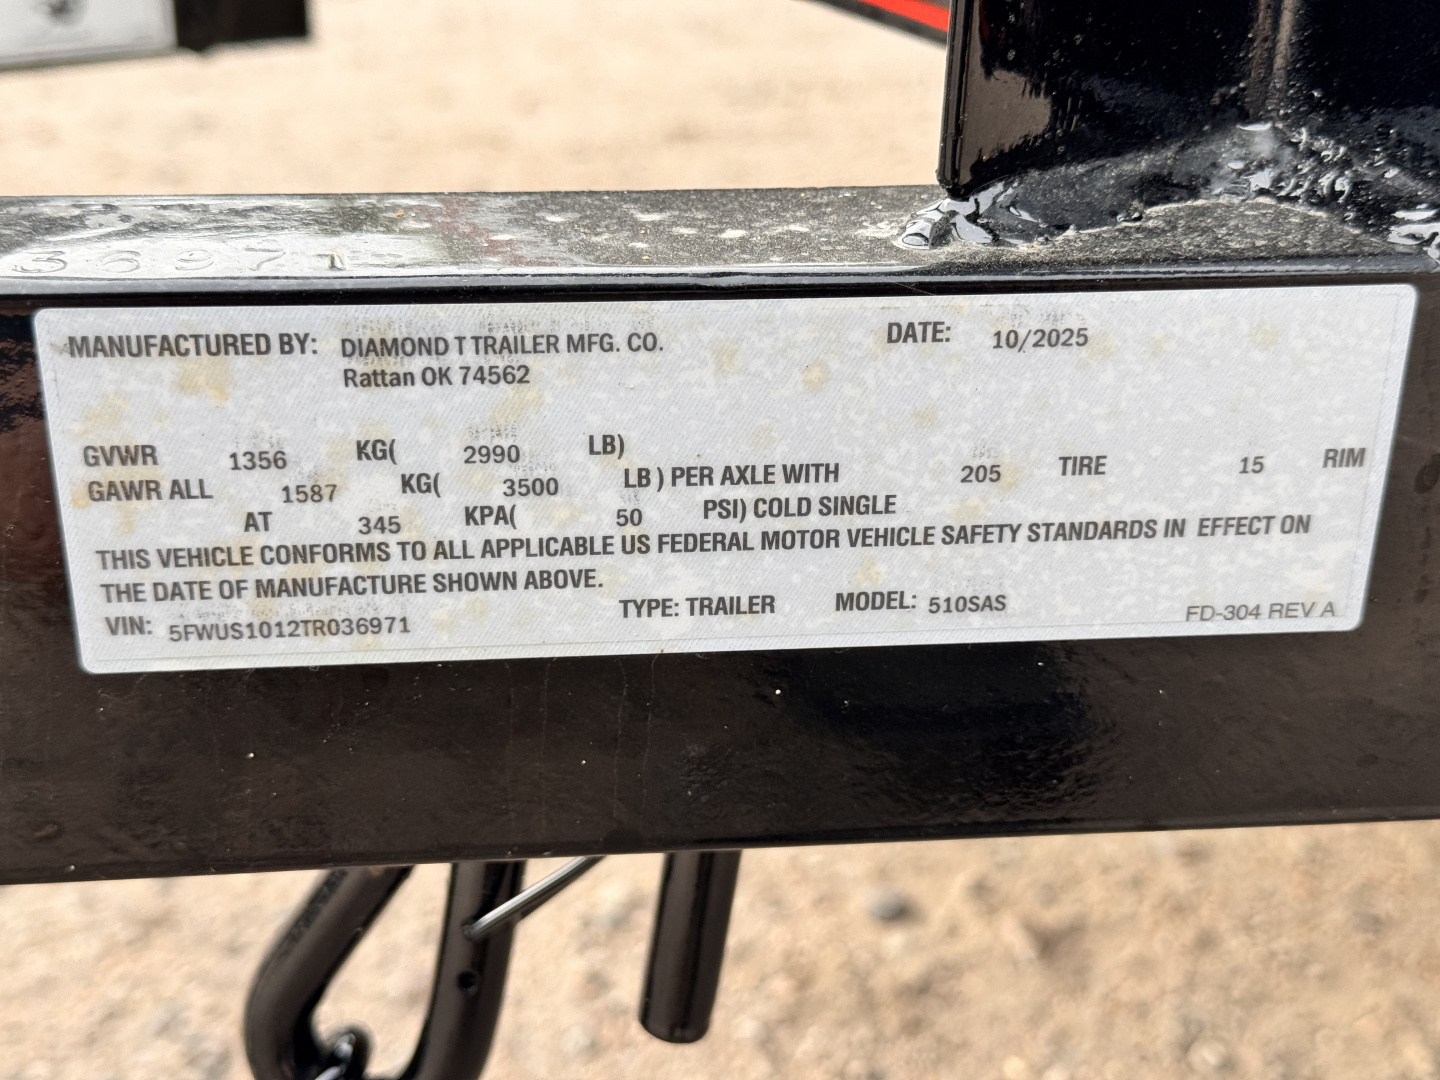 36971
MANUFACTURED BY: DIAMOND T TRAILER MFG. CO. DATE: 10/2025
Rattan OK 74562
GVWR 1356 KG( 2990 LB)
GAWR ALL 1587 KG( 3500 LB ) PER AXLE WITH 205 TIRE 15 RIM
AT 345 KPA( 50 PSI) COLD SINGLE
THIS VEHICLE CONFORMS TO ALL APPLICABLE US FEDERAL MOTOR VEHICLE SAFETY STANDARDS IN EFFECT ON
THE DATE OF MANUFACTURE SHOWN ABOVE.
VIN: 5FWUS1012TR036971 TYPE: TRAILER MODEL: 510SAS FD-304 REV A